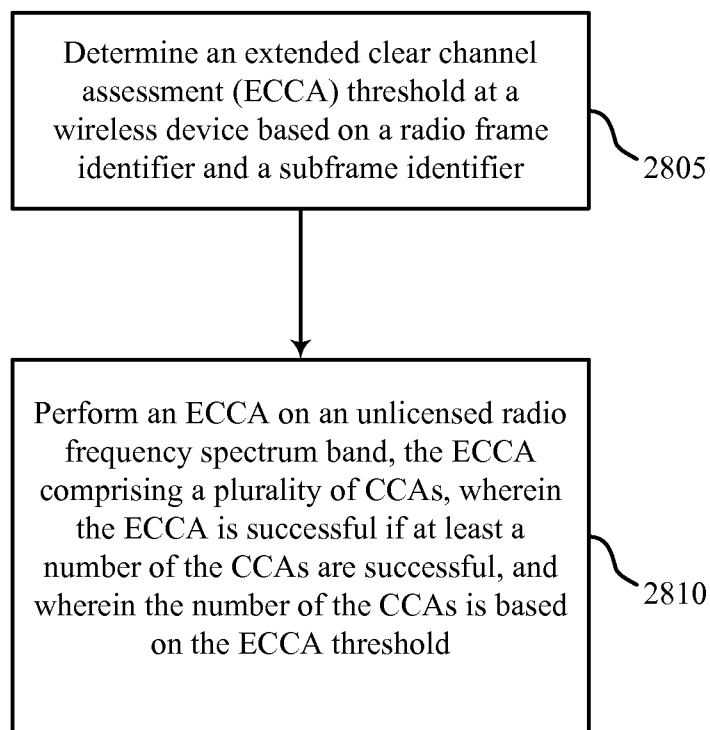 Determine an extended clear channel
assessment (ECCA) threshold at a
wireless device based on a radio frame
identifier and a subframe identifier
2805
Perform an ECCA on an unlicensed radio
frequency spectrum band, the ECCA
comprising a plurality of CCAs, wherein
the ECCA is successful if at least a
number of the CCAs are successful, and
wherein the number of the CCAs is based
on the ECCA threshold
2810